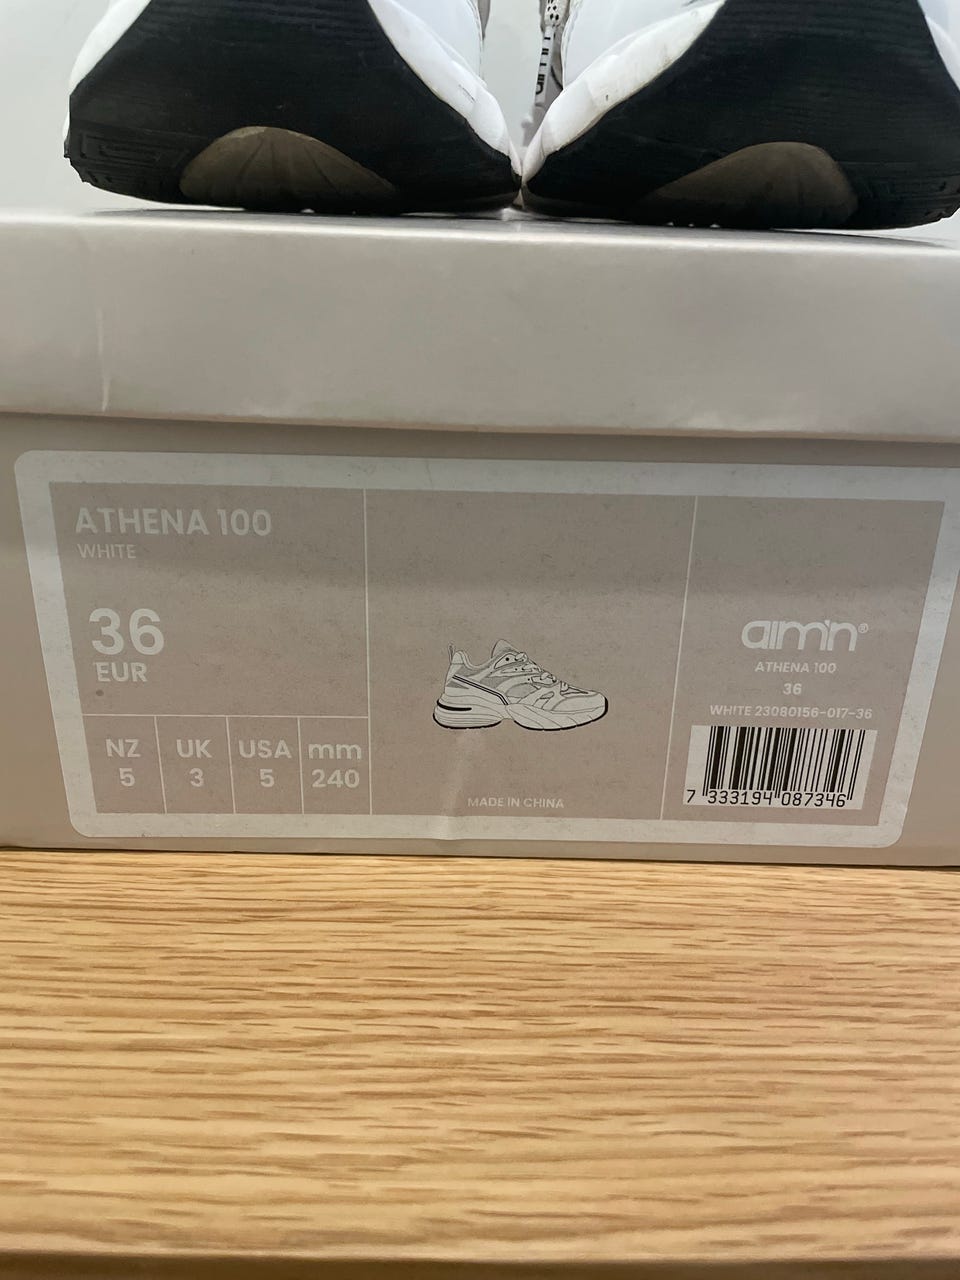 ATHENA 100
WHITE
36
EUR
NZ UK USA mm
5 3 5 240
MADE IN CHINA
aim'n®
ATHENA 100
36
WHITE 23080156-017-36
7 333194 087346